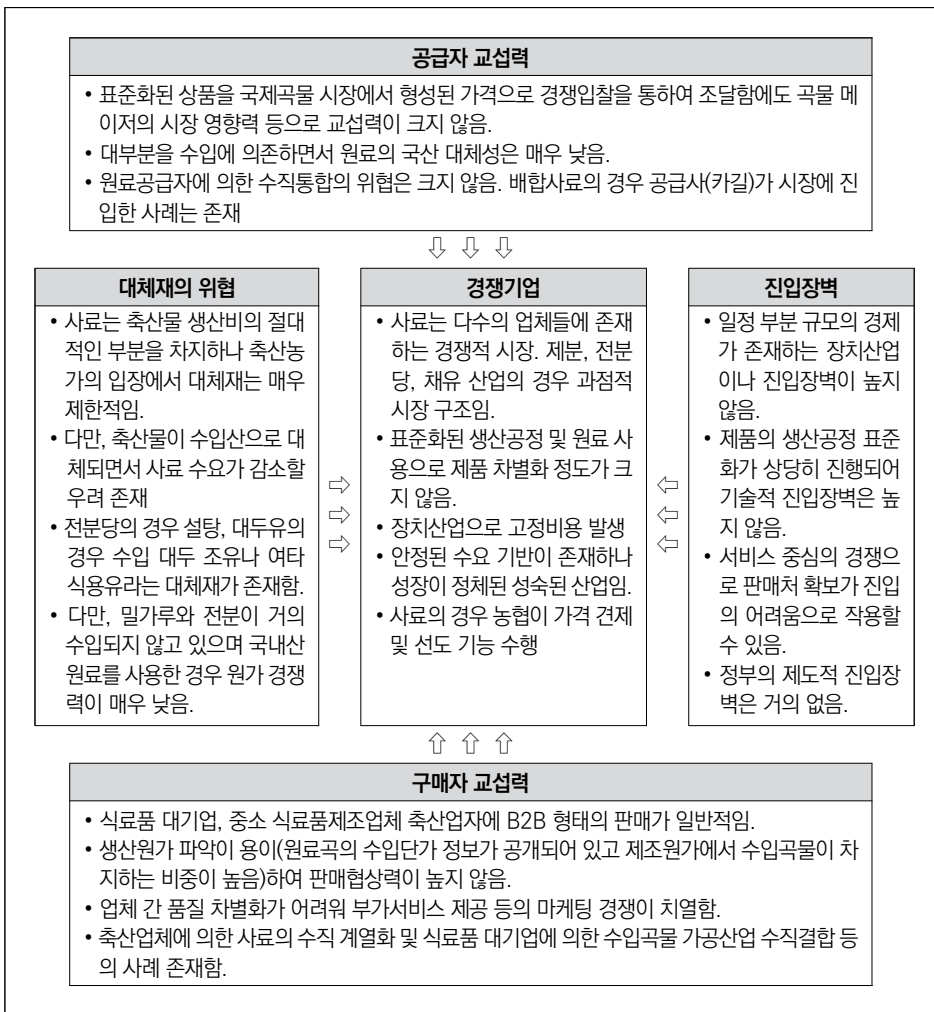 공급자 교섭력
• 표준화된 상품을 국제곡물 시장에서 형성된 가격으로 경쟁입찰을 통하여 조달함에도 곡물 메
이저의 시장 영향력 등으로 교섭력이 크지 않음.
• 대부분을 수입에 의존하면서 원료의 국산 대체성은 매우 낮음.
• 원료공급자에 의한 수직통합의 위협은 크지 않음. 배합사료의 경우 공급사(카길)가 시장에 진
입한 사례는 존재
대체재의 위협
• 사료는 축산물 생산비의 절대
적인 부분을 차지하나 축산농
가의 입장에서 대체재는 매우
제한적임.
• 다만, 축산물이 수입산으로 대
체되면서 사료 수요가 감소할
우려 존재
• 전분당의 경우 설탕, 대두유의
경우 수입 대두 조유나 여타
식용유라는 대체재가 존재함.
• 다만, 밀가루와 전분이 거의
수입되지 않고 있으며 국내산
원료를 사용한 경우 원가 경쟁
력이 매우 낮음.
경쟁기업
• 사료는 다수의 업체들에 존재
하는 경쟁적 시장. 제분, 전분
당, 채유 산업의 경우 과점적
시장 구조임.
• 표준화된 생산공정 및 원료 사
용으로 제품 차별화 정도가 크
지 않음.
• 장치산업으로 고정비용 발생
• 안정된 수요 기반이 존재하나
성장이 정체된 성숙된 산업임.
• 사료의 경우 농협이 가격 견제
및 선도 기능 수행
진입장벽
• 일정 부분 규모의 경제
가 존재하는 장치산업
이나 진입장벽이 높지
않음.
• 제품의 생산공정 표준
화가 상당히 진행되어
기술적 진입장벽은 높
지 않음.
• 서비스 중심의 경쟁으
로 판매처 확보가 진입
의 어려움으로 작용할
수 있음.
• 정부의 제도적 진입장
벽은 거의 없음.
구매자 교섭력
• 식료품 대기업, 중소 식료품제조업체 축산업자에 B2B 형태의 판매가 일반적임.
• 생산원가 파악이 용이(원료곡의 수입단가 정보가 공개되어 있고 제조원가에서 수입곡물이 차
지하는 비중이 높음)하여 판매협상력이 높지 않음.
• 업체 간 품질 차별화가 어려워 부가서비스 제공 등의 마케팅 경쟁이 치열함.
• 축산업체에 의한 사료의 수직 계열화 및 식료품 대기업에 의한 수입곡물 가공산업 수직결합 등
의 사례 존재함.